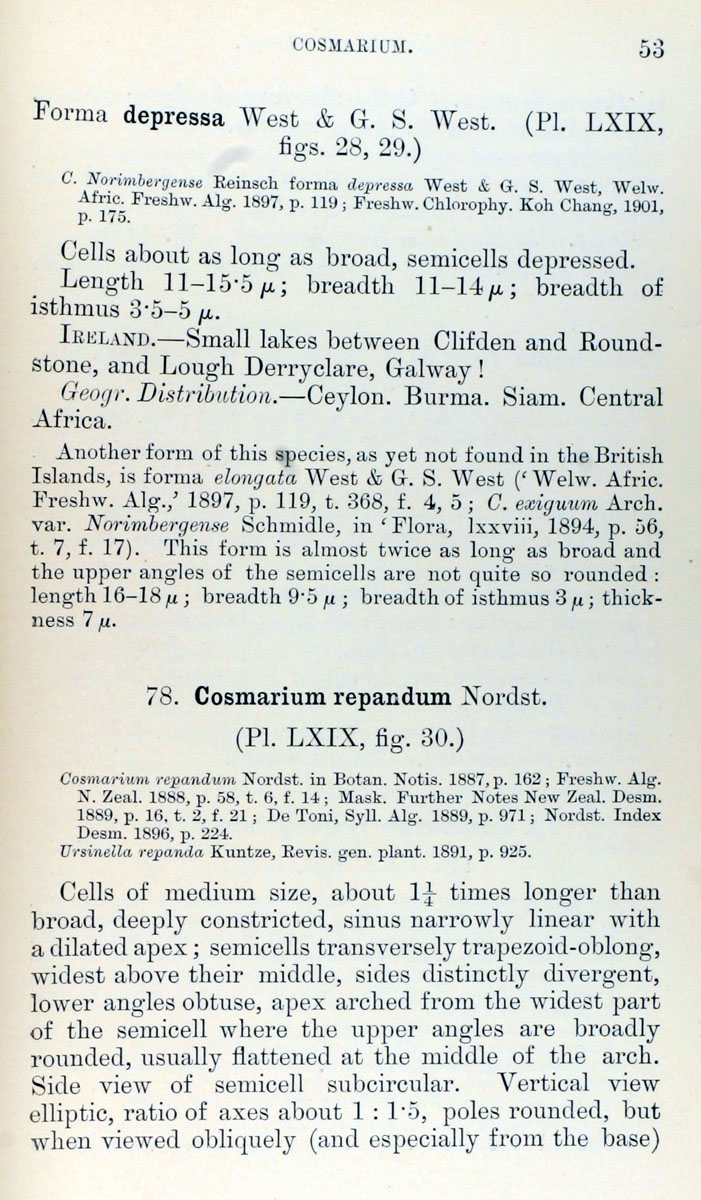 COSMARIUM. 53
Forma depressa West & G. S. West. (Pl. LXIX,
figs. 28, 29.)
C. Norimbergense Reinsch forma depressa West & G. S. West, Welw.
Afric. Freshw. Alg. 1897, p. 119; Freshw. Chlorophy. Koh Chang, 1901,
p. 175.
Cells about as long as broad, semicells depressed.
Length 11–15·5 μ; breadth 11–14 μ; breadth of
isthmus 3·5–5 μ.
IRELAND.—Small lakes between Clifden and Round-
stone, and Lough Derryclare, Galway!
Geogr. Distribution.—Ceylon. Burma. Siam. Central
Africa.
Another form of this species, as yet not found in the British
Islands, is forma elongata West & G. S. West (‘Welw. Afric.
Freshw. Alg.,’ 1897, p. 119, t. 368, f. 4, 5; C. exiguum Arch.
var. Norimbergense Schmidle, in ‘Flora, lxxviii, 1894, p. 56,
t. 7, f. 17). This form is almost twice as long as broad and
the upper angles of the semicells are not quite so rounded:
length 16–18 μ; breadth 9·5 μ; breadth of isthmus 3 μ; thick-
ness 7 μ.
78. Cosmarium repandum Nordst.
(Pl. LXIX, fig. 30.)
Cosmarium repandum Nordst. in Botan. Notis. 1887, p. 162; Freshw. Alg.
N. Zeal. 1888, p. 58, t. 6, f. 14; Mask. Further Notes New Zeal. Desm.
1889, p. 16, t. 2, f. 21; De Toni, Syll. Alg. 1889, p. 971; Nordst. Index
Desm. 1896, p. 224.
Ursinella repanda Kuntze, Revis. gen. plant. 1891, p. 925.
Cells of medium size, about 1¼ times longer than
broad, deeply constricted, sinus narrowly linear with
a dilated apex; semicells transversely trapezoid-oblong,
widest above their middle, sides distinctly divergent,
lower angles obtuse, apex arched from the widest part
of the semicell where the upper angles are broadly
rounded, usually flattened at the middle of the arch.
Side view of semicell subcircular. Vertical view
elliptic, ratio of axes about 1 : 1·5, poles rounded, but
when viewed obliquely (and especially from the base)